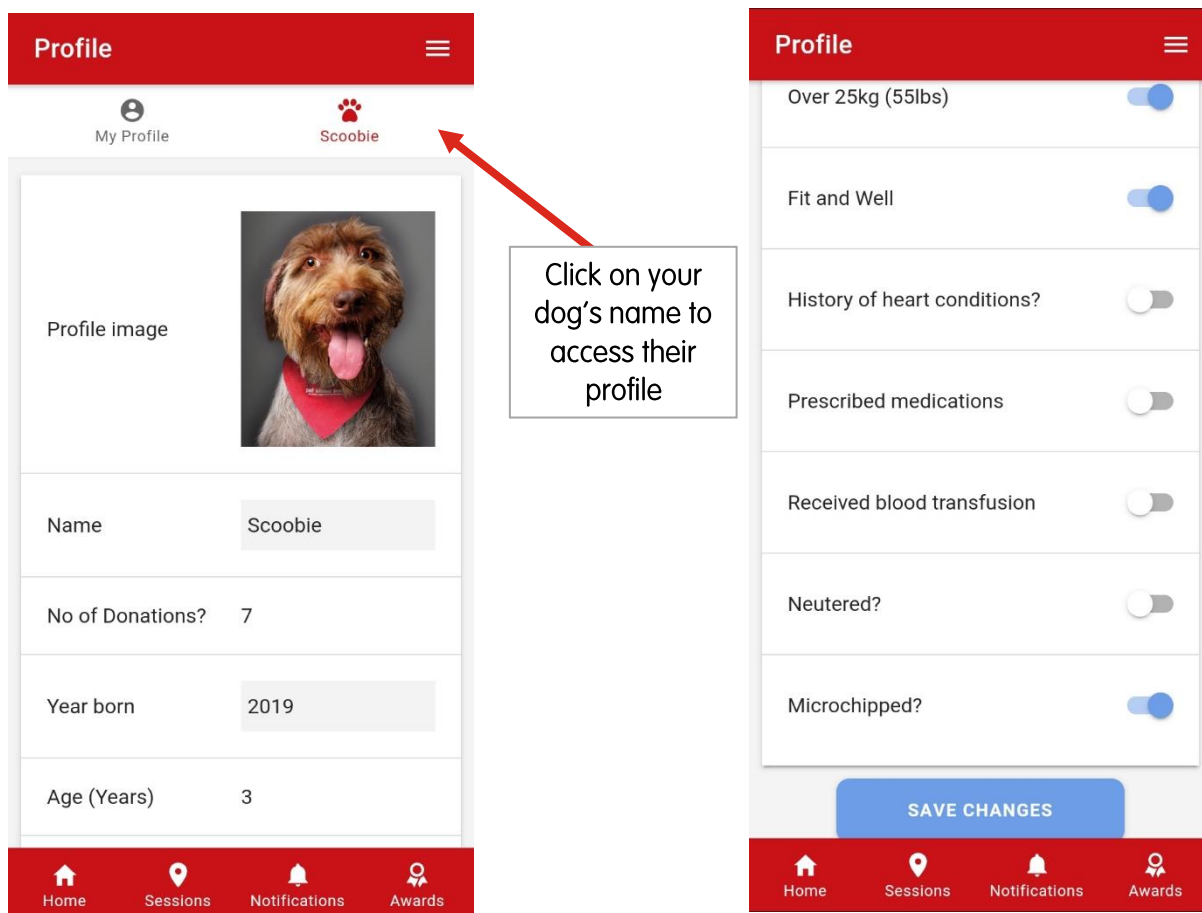 Profile
My Profile
Scoobie
Profile image
Name
Scoobie
No of Donations?
7
Year born
2019
Age (Years)
3
Home
Sessions
Notifications
Awards
Click on your
dog's name to
access their
profile
Profile
Over 25kg (55lbs)
Fit and Well
History of heart conditions?
Prescribed medications
Received blood transfusion
Neutered?
Microchipped?
SAVE CHANGES
Home
Sessions
Notifications
Awards